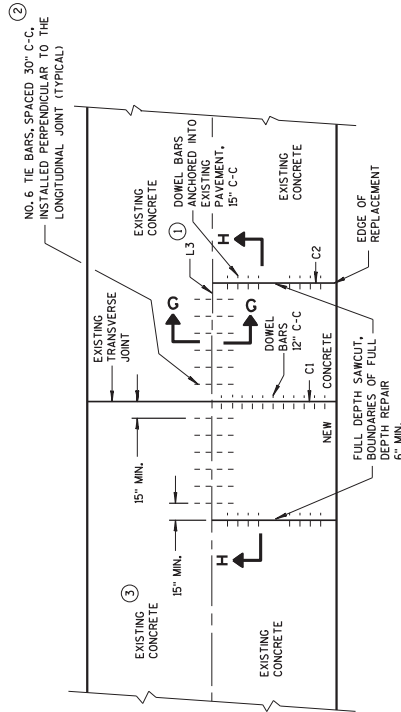 ②
NO. 6 TIE BARS, SPACED 30" C-C,
INSTALLED PERPENDICULAR TO THE
LONGITUDINAL JOINT (TYPICAL)
EXISTING
TRANSVERSE
JOINT
EXISTING
CONCRETE
③
EXISTING
CONCRETE
15" MIN.
15" MIN.
G
G
L3
①
DOWEL BARS
ANCHORED INTO
EXISTING
PAVEMENT,
15" C-C
H
H
EXISTING
CONCRETE
DOWEL
BARS
12" C-C
C1
C2
NEW
CONCRETE
EXISTING
CONCRETE
FULL DEPTH SAWCUT,
BOUNDARIES OF FULL
DEPTH REPAIR
6" MIN.
EDGE OF
REPLACEMENT